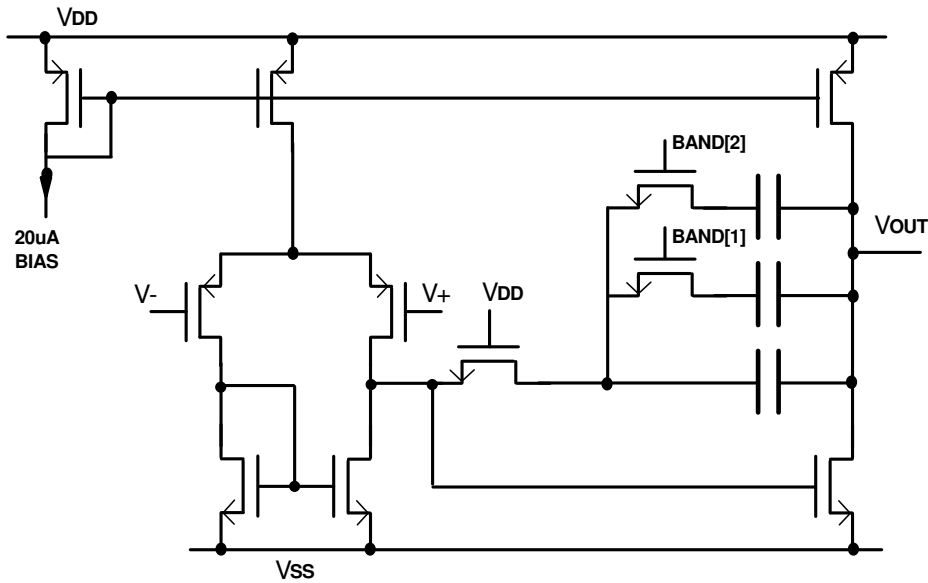 VDD
BAND[2]
BAND[1]
VOUT
20uA
BIAS
V-
V+
VDD
VSS